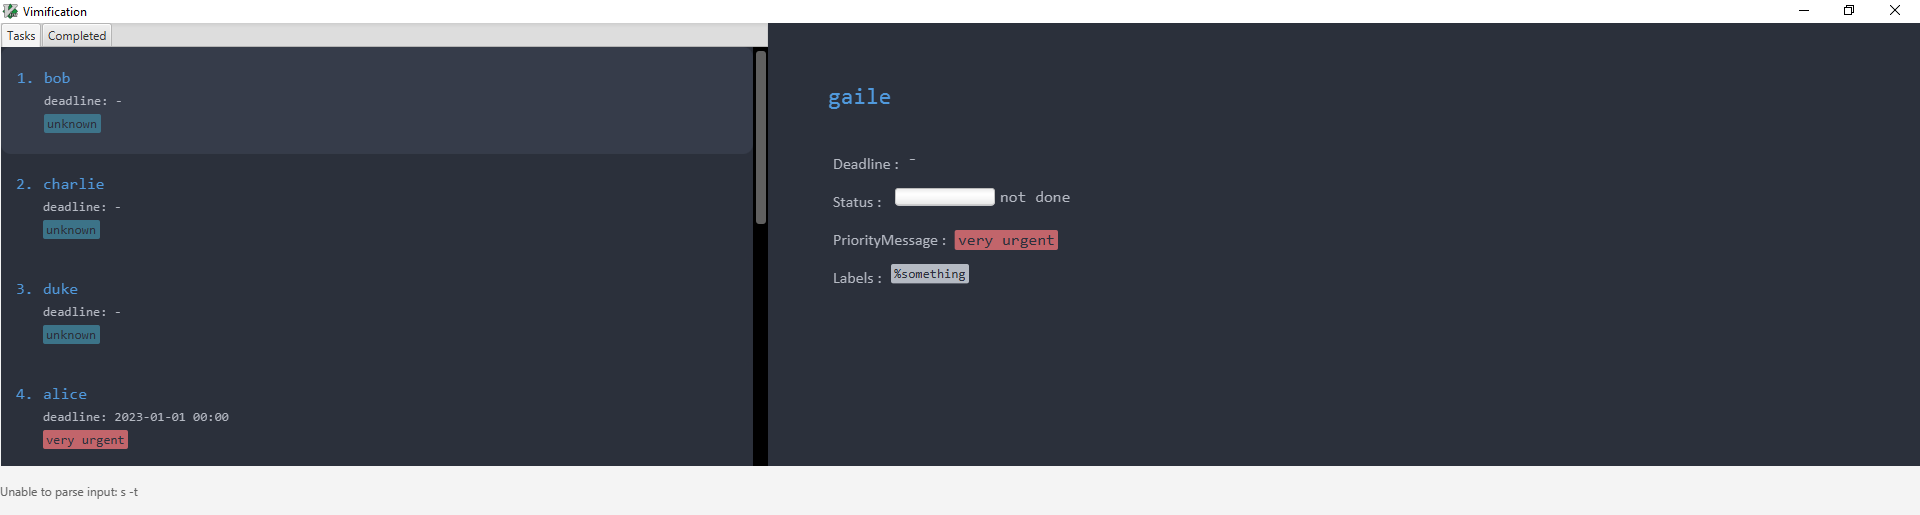 Vimification
Tasks Completed
1. bob
deadline: -
unknown
2. charlie
deadline: -
unknown
3. duke
deadline: -
unknown
4. alice
deadline: 2023-01-01 00:00
very urgent
gaile
Deadline : -
Status : not done
PriorityMessage : very urgent
Labels : %something
Unable to parse input: s -t